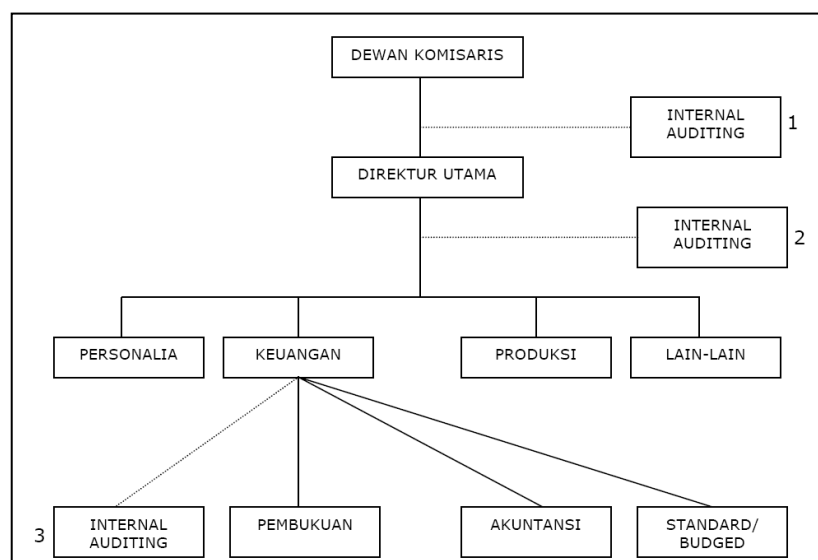 DEWAN KOMISARIS
INTERNAL
AUDITING
1
DIREKTUR UTAMA
INTERNAL
AUDITING
2
PERSONALIA
KEUANGAN
PRODUKSI
LAIN-LAIN
3
INTERNAL
AUDITING
PEMBUKUAN
AKUNTANSI
STANDARD/
BUDGED